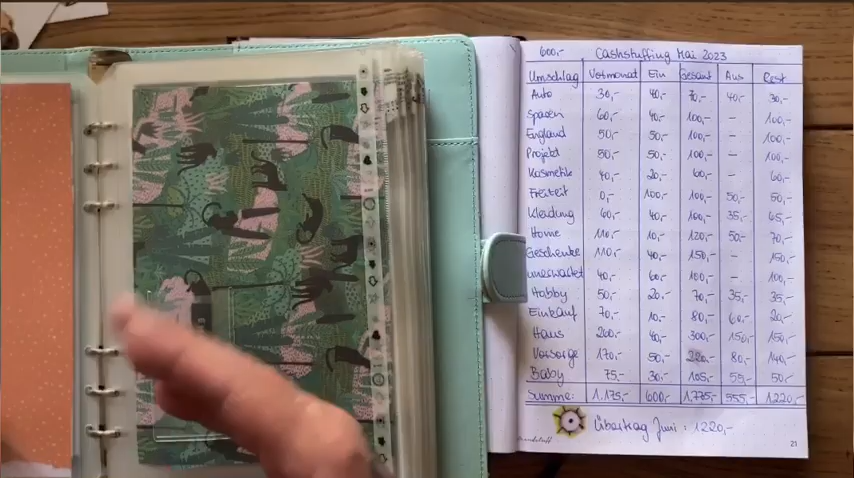 600,- Cashstuffing Mai 2023
Umschlag Vormonat Ein Gesamt Aus Rest
Auto 30,- 40,- 70,- 40,- 30,-
Sparen 60,- 40,- 100,- – 100,-
England 50,- 50,- 100,- – 100,-
Projekt 50,- 50,- 100,- – 100,-
Kosmetik 40,- 20,- 60,- – 60,-
Freizeit 0,- 100,- 100,- 50,- 50,-
Kleidung 60,- 40,- 100,- 35,- 65,-
Home 110,- 10,- 120,- 50,- 70,-
Geschenke 110,- 40,- 150,- – 150,-
unerwartet 40,- 60,- 100,- – 100,-
Hobby 50,- 20,- 70,- 35,- 35,-
Einkauf 70,- 10,- 80,- 60,- 20,-
Haus 260,- 40,- 300,- 150,- 150,-
Vorsorge 170,- 50,- 220,- 80,- 140,-
Baby 75,- 30,- 105,- 55,- 50,-
Summe: 1.175,- 600,- 1.775,- 555,- 1.220,-
Übertrag Juni: 1220,-
21